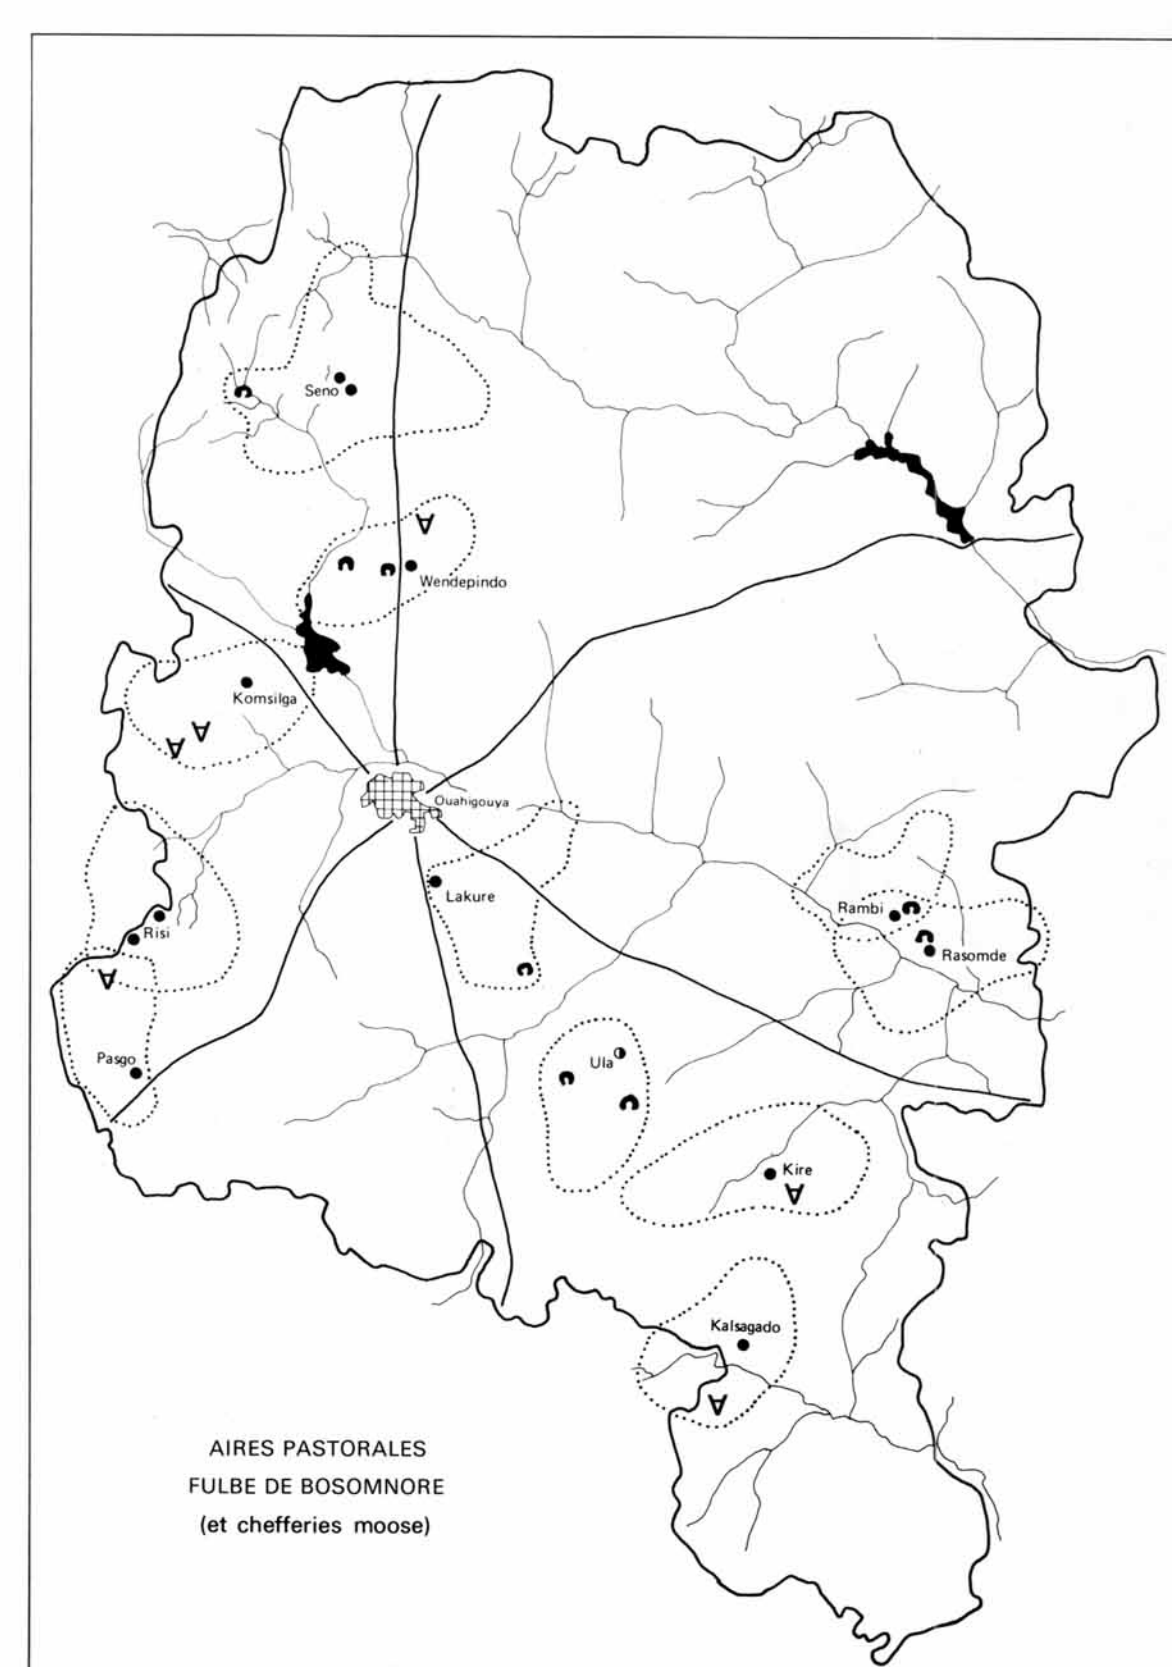 Seno
Wendepindo
Komsilga
Ouahigouya
Lakure
Rambi
Risi
Rasomde
Pasgo
Ula
Kire
Kalsagado
AIRES PASTORALES
FULBE DE BOSOMNORE
(et chefferies moose)